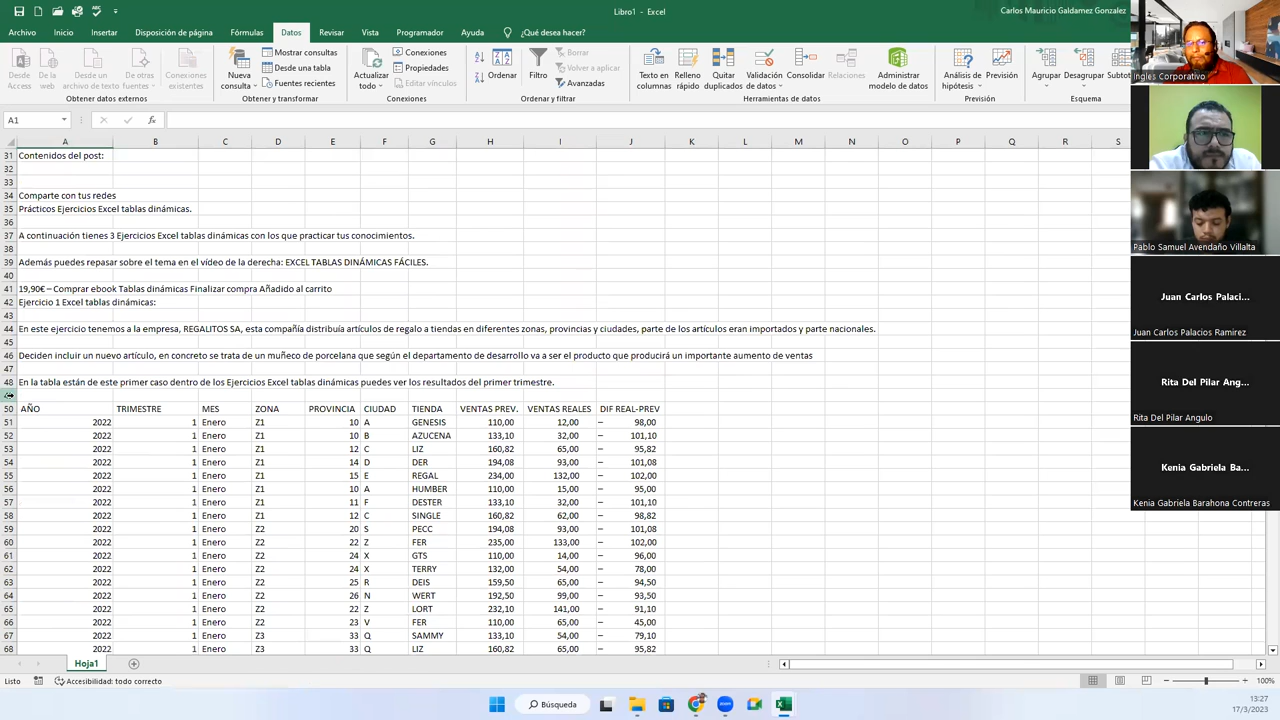 Libro1 - Excel
Carlos Mauricio Galdamez Gonzalez
Archivo Inicio Insertar Disposición de página Fórmulas Datos Revisar Vista Programador Ayuda ¿Qué desea hacer?
Desde Access
De la web
Desde un archivo de texto
De otras fuentes
Conexiones existentes
Obtener datos externos
Nueva consulta
Mostrar consultas
Desde una tabla
Fuentes recientes
Obtener y transformar
Actualizar todo
Conexiones
Propiedades
Editar vínculos
Conexiones
Ordenar
Filtro
Borrar
Volver a aplicar
Avanzadas
Ordenar y filtrar
Texto en columnas
Relleno rápido
Quitar duplicados
Validación de datos
Consolidar
Relaciones
Administrar modelo de datos
Herramientas de datos
Análisis de hipótesis
Previsión
Previsión
Agrupar
Desagrupar
Subtot
Esquema
A1
A B C D E F G H I J K L M N O P Q R S
31 Contenidos del post:
32
33
34 Comparte con tus redes
35 Prácticos Ejercicios Excel tablas dinámicas.
36
37 A continuación tienes 3 Ejercicios Excel tablas dinámicas con los que practicar tus conocimientos.
38
39 Además puedes repasar sobre el tema en el vídeo de la derecha: EXCEL TABLAS DINÁMICAS FÁCILES.
40
41 19,90€ – Comprar ebook Tablas dinámicas Finalizar compra Añadido al carrito
42 Ejercicio 1 Excel tablas dinámicas:
43
44 En este ejercicio tenemos a la empresa, REGALITOS SA, esta compañía distribuía artículos de regalo a tiendas en diferentes zonas, provincias y ciudades, parte de los artículos eran importados y parte nacionales.
45
46 Deciden incluir un nuevo artículo, en concreto se trata de un muñeco de porcelana que según el departamento de desarrollo va a ser el producto que producirá un importante aumento de ventas
47
48 En la tabla están de este primer caso dentro de los Ejercicios Excel tablas dinámicas puedes ver los resultados del primer trimestre.
50 AÑO TRIMESTRE MES ZONA PROVINCIA CIUDAD TIENDA VENTAS PREV. VENTAS REALES DIF REAL-PREV
51 2022 1 Enero Z1 10 A GENESIS 110,00 12,00 – 98,00
52 2022 1 Enero Z1 10 B AZUCENA 133,10 32,00 – 101,10
53 2022 1 Enero Z1 12 C LIZ 160,82 65,00 – 95,82
54 2022 1 Enero Z1 14 D DER 194,08 93,00 – 101,08
55 2022 1 Enero Z1 15 E REGAL 234,00 132,00 – 102,00
56 2022 1 Enero Z1 10 A HUMBER 110,00 15,00 – 95,00
57 2022 1 Enero Z1 11 F DESTER 133,10 32,00 – 101,10
58 2022 1 Enero Z1 12 C SINGLE 160,82 62,00 – 98,82
59 2022 1 Enero Z2 20 S PECC 194,08 93,00 – 101,08
60 2022 1 Enero Z2 22 Z FER 235,00 133,00 – 102,00
61 2022 1 Enero Z2 24 X GTS 110,00 14,00 – 96,00
62 2022 1 Enero Z2 24 X TERRY 132,00 54,00 – 78,00
63 2022 1 Enero Z2 25 R DEIS 159,50 65,00 – 94,50
64 2022 1 Enero Z2 26 N WERT 192,50 99,00 – 93,50
65 2022 1 Enero Z2 22 Z LORT 232,10 141,00 – 91,10
66 2022 1 Enero Z2 23 V FER 110,00 65,00 – 45,00
67 2022 1 Enero Z3 33 Q SAMMY 133,10 54,00 – 79,10
68 2022 1 Enero Z3 33 Q LIZ 160,82 65,00 – 95,82
Hoja1
Listo Accesibilidad: todo correcto 100%
Búsqueda
13:27
17/3/2023
Ingles Corporativo
Pablo Samuel Avendaño Villalta
Juan Carlos Palaci...
Juan Carlos Palacios Ramirez
Rita Del Pilar Ang...
Rita Del Pilar Angulo
Kenia Gabriela Ba...
Kenia Gabriela Barahona Contreras